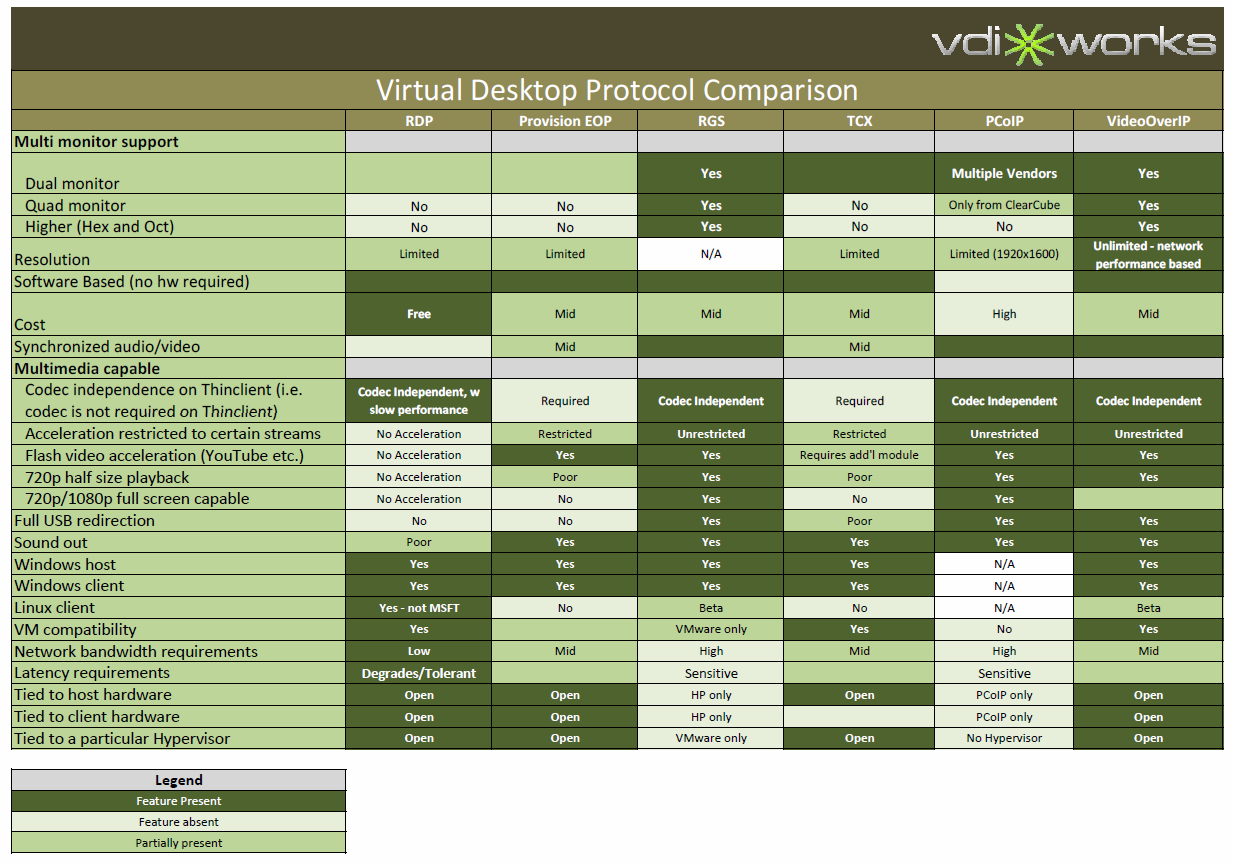 vdi works
Virtual Desktop Protocol Comparison
RDP Provision EOP RGS TCX PCoIP VideoOverIP
Multi monitor support
Dual monitor Yes Multiple Vendors Yes
Quad monitor No No Yes No Only from ClearCube Yes
Higher (Hex and Oct) No No Yes No No Yes
Resolution Limited Limited N/A Limited Limited (1920x1600) Unlimited - network
performance based
Software Based (no hw required)
Cost Free Mid Mid Mid High Mid
Synchronized audio/video Mid Mid
Multimedia capable
Codec independence on Thinclient (i.e.
codec is not required on Thinclient)
Codec Independent, w
slow performance
Required Codec Independent Required Codec Independent Codec Independent
Acceleration restricted to certain streams No Acceleration Restricted Unrestricted Restricted Unrestricted Unrestricted
Flash video acceleration (YouTube etc.) No Acceleration Yes Yes Requires add'l module Yes Yes
720p half size playback No Acceleration Poor Yes Poor Yes Yes
720p/1080p full screen capable No Acceleration No Yes No Yes
Full USB redirection No No Yes Poor Yes Yes
Sound out Poor Yes Yes Yes Yes Yes
Windows host Yes Yes Yes Yes N/A Yes
Windows client Yes Yes Yes Yes N/A Yes
Linux client Yes - not MSFT No Beta No N/A Beta
VM compatibility Yes VMware only Yes No Yes
Network bandwidth requirements Low Mid High Mid High Mid
Latency requirements Degrades/Tolerant Sensitive Sensitive
Tied to host hardware Open Open HP only Open PCoIP only Open
Tied to client hardware Open Open HP only PCoIP only Open
Tied to a particular Hypervisor Open Open VMware only Open No Hypervisor Open
Legend
Feature Present
Feature absent
Partially present